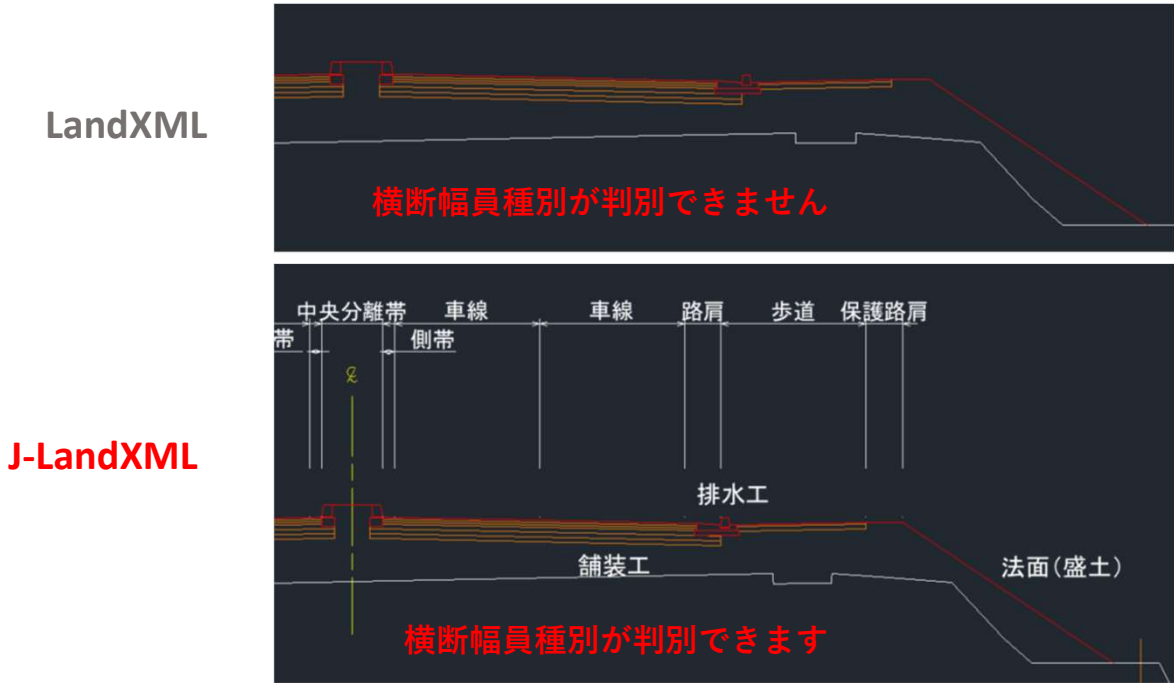 LandXML
横断幅員種別が判別できません
中央分離帯 車線 車線 路肩 歩道 保護路肩
帯 側帯
J-LandXML
排水工
舗装工
法面(盛土)
横断幅員種別が判別できます